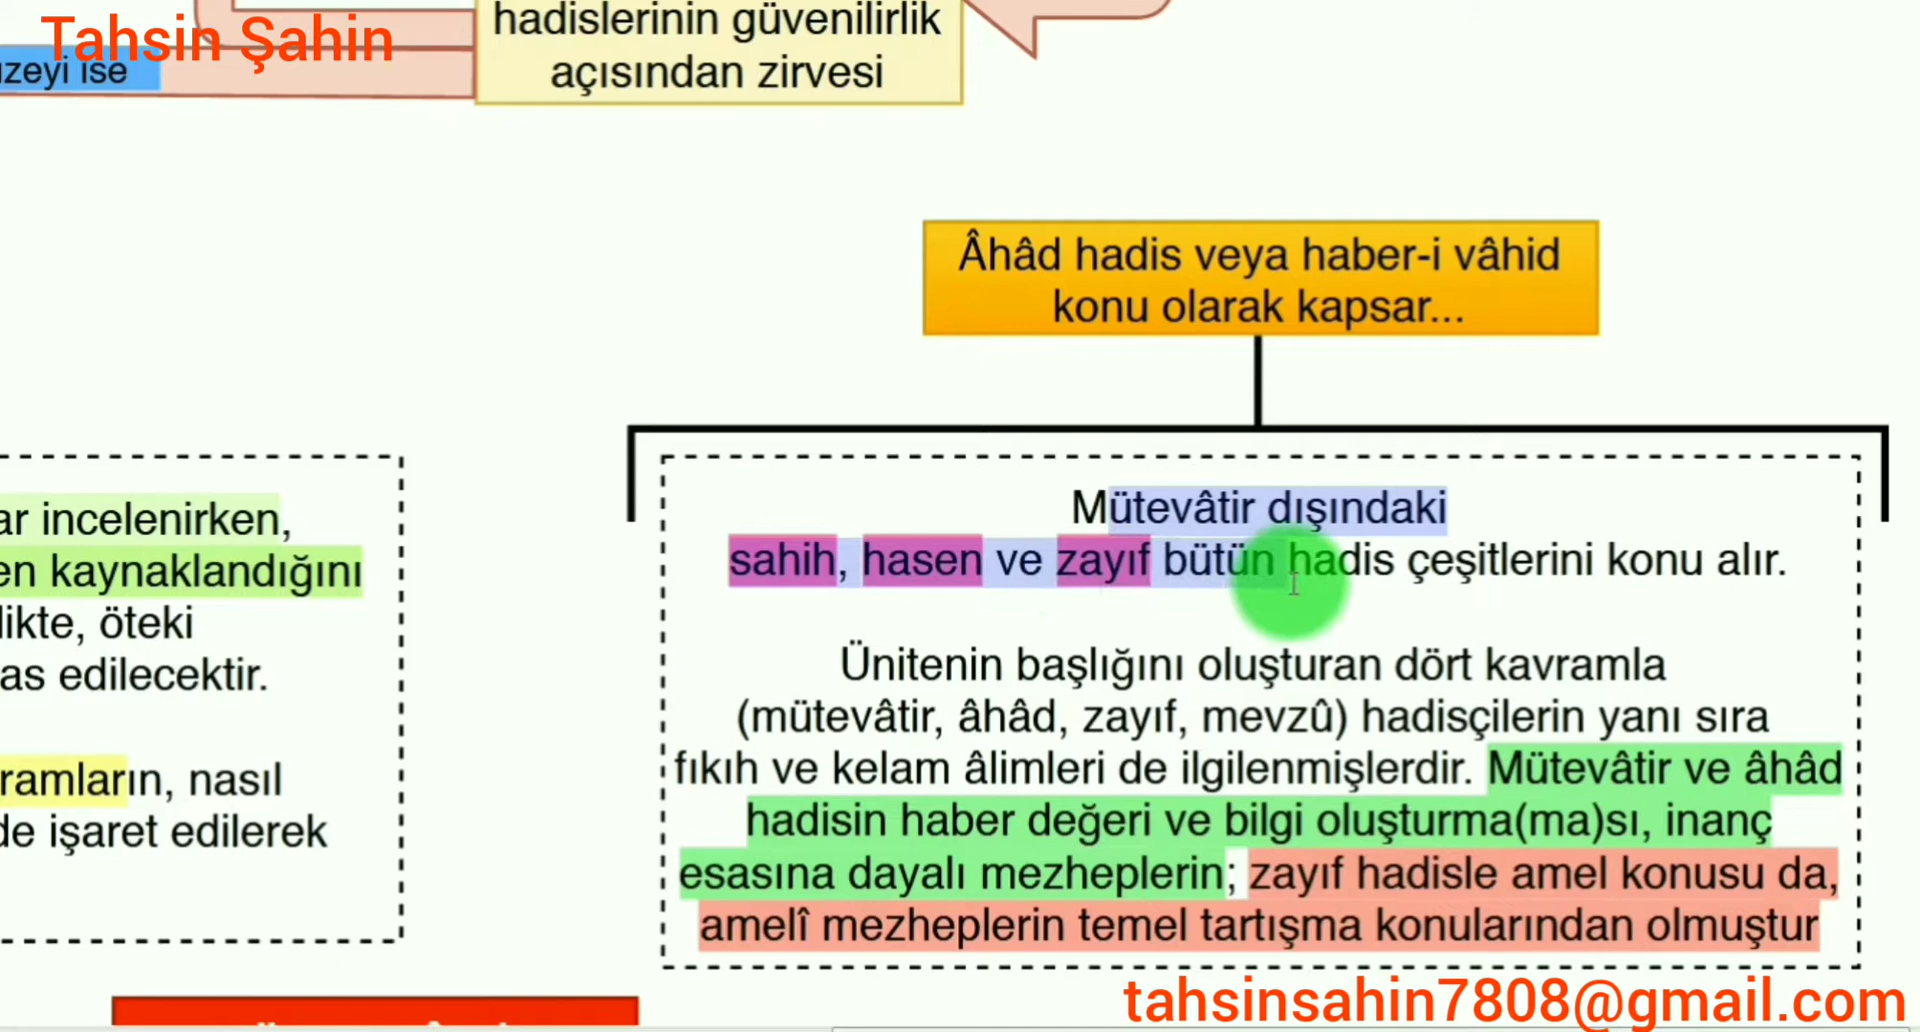 Tahsin Şahin
zeyi ise
hadislerinin güvenilirlik
açısından zirvesi
Âhâd hadis veya haber-i vâhid
konu olarak kapsar...
ar incelenirken,
en kaynaklandığını
likte, öteki
as edilecektir.
ramların, nasıl
de işaret edilerek
Mütevâtir dışındaki
sahih, hasen ve zayıf bütün hadis çeşitlerini konu alır.
Ünitenin başlığını oluşturan dört kavramla
(mütevâtir, âhâd, zayıf, mevzû) hadisçilerin yanı sıra
fıkıh ve kelam âlimleri de ilgilenmişlerdir. Mütevâtir ve âhâd
hadisin haber değeri ve bilgi oluşturma(ma)sı, inanç
esasına dayalı mezheplerin; zayıf hadisle amel konusu da,
amelî mezheplerin temel tartışma konularından olmuştur
tahsinsahin7808@gmail.com